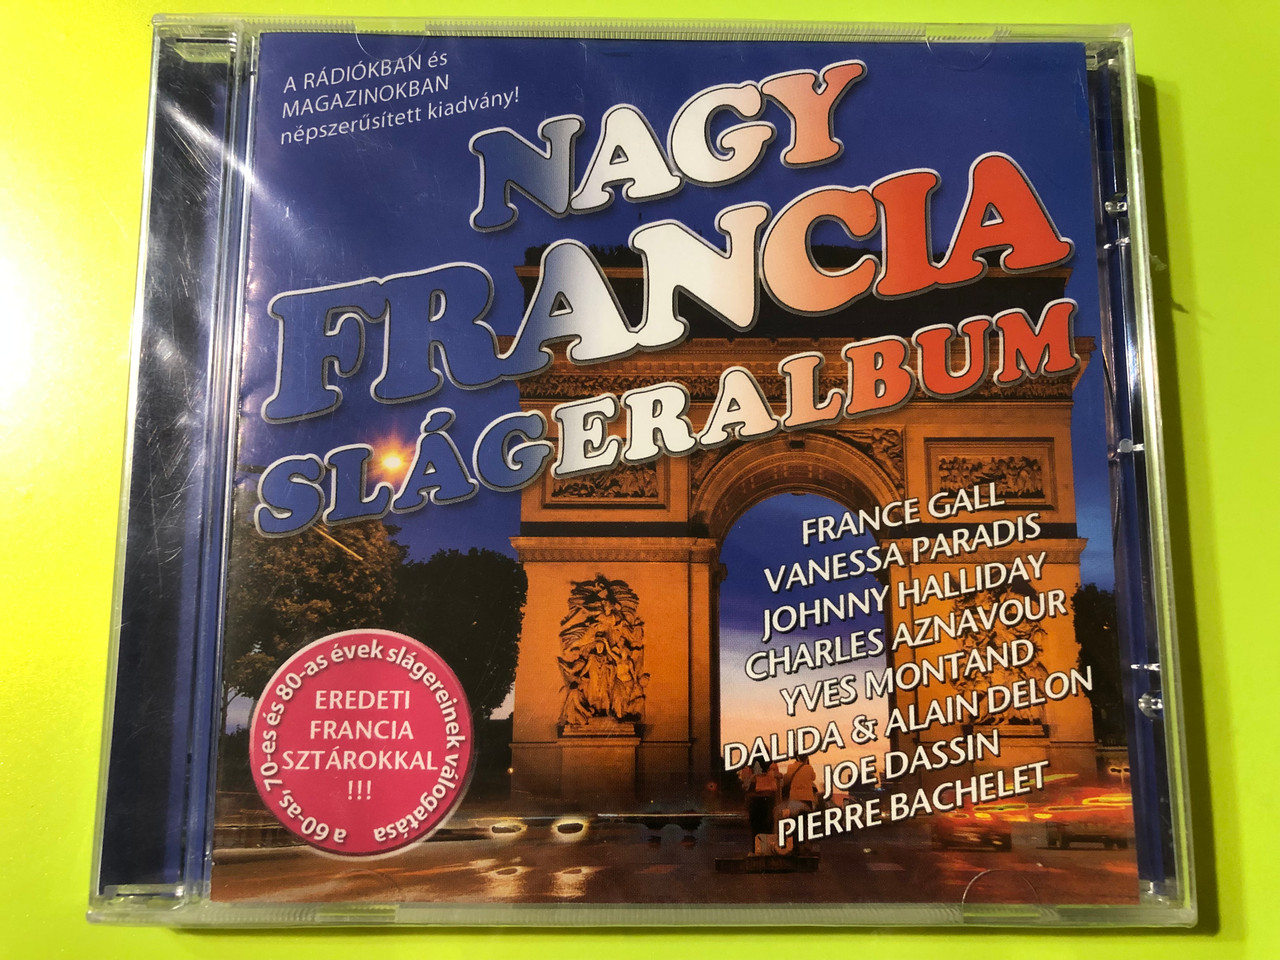 A RÁDIÓKBAN és
MAGAZINOKBAN
népszerűsített kiadvány!
NAGY
FRANCIA
SLÁGERALBUM
FRANCE GALL
VANESSA PARADIS
JOHNNY HALLIDAY
CHARLES AZNAVOUR
YVES MONTAND
DALIDA & ALAIN DELON
JOE DASSIN
PIERRE BACHELET
a 60-as, 70-es és 80-as évek slágereinek válogatása
EREDETI
FRANCIA
SZTÁROKKAL
!!!